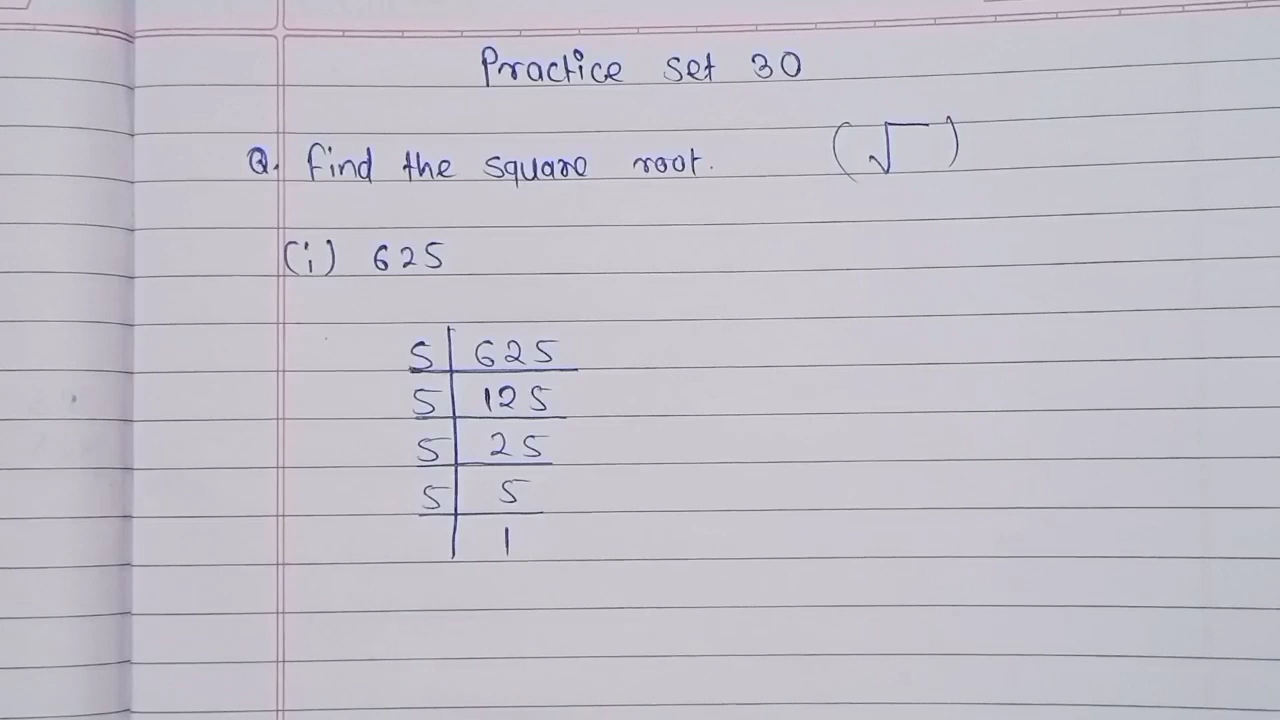 Practice set 30
Q. find the square root. (√ )
(i) 625
5 | 625
5 | 125
5 | 25
5 | 5
| 1